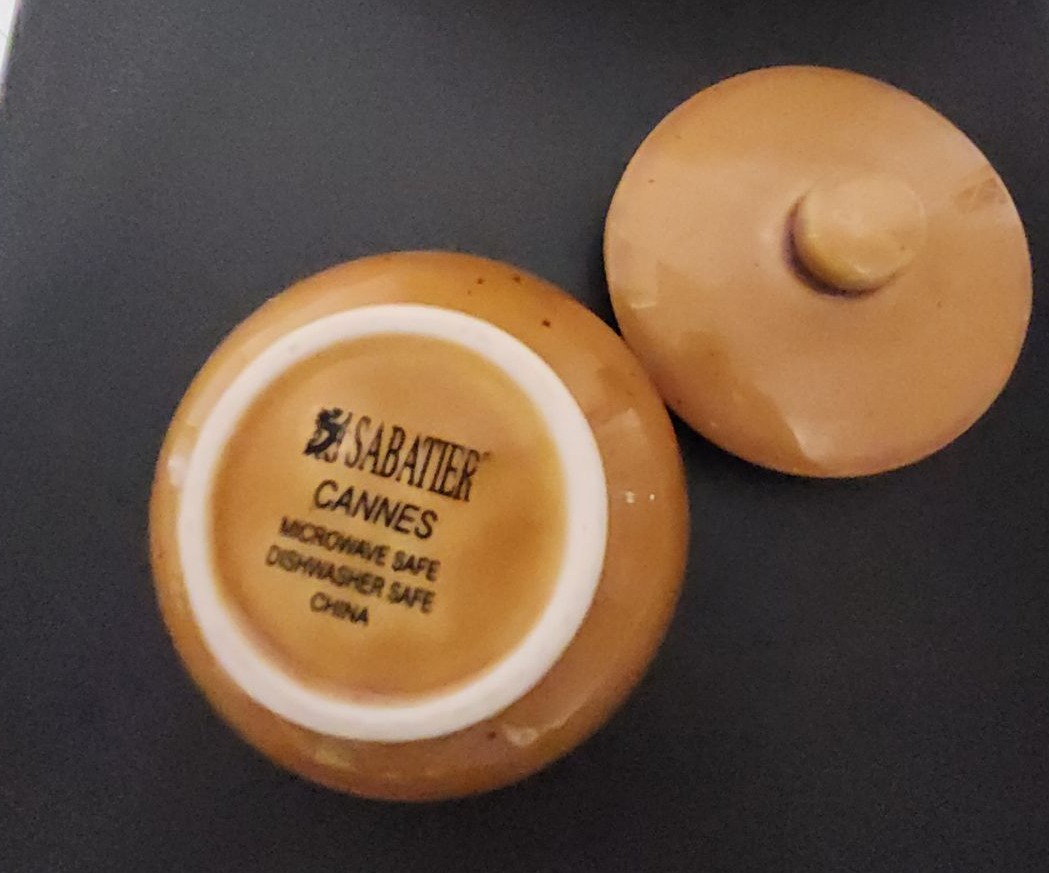 SABATIER
CANNES
MICROWAVE SAFE
DISHWASHER SAFE
CHINA